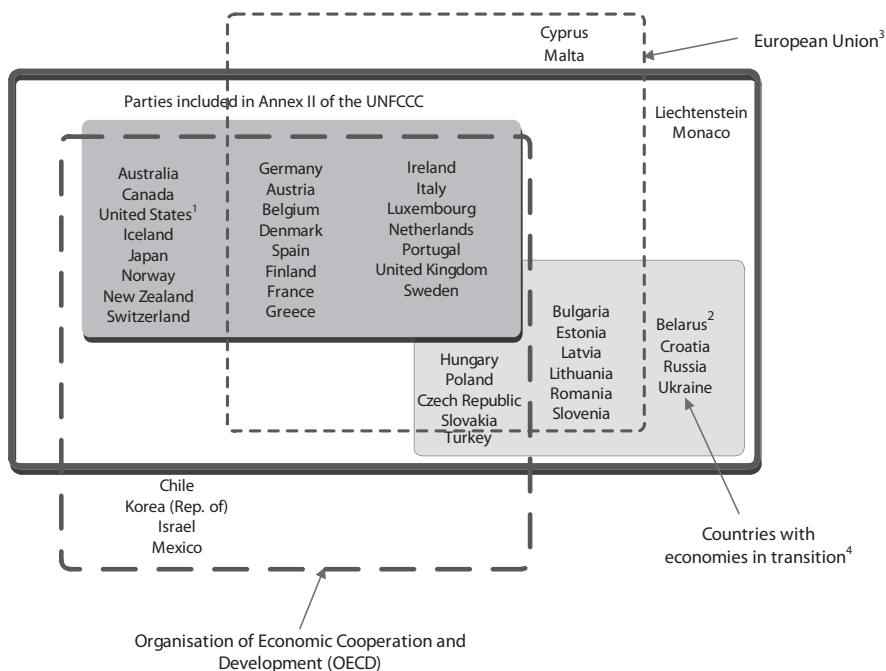 Cyprus
Malta
European Union³
Parties included in Annex II of the UNFCCC
Liechtenstein
Monaco
Australia
Canada
United States¹
Iceland
Japan
Norway
New Zealand
Switzerland
Germany
Austria
Belgium
Denmark
Spain
Finland
France
Greece
Ireland
Italy
Luxembourg
Netherlands
Portugal
United Kingdom
Sweden
Hungary
Poland
Czech Republic
Slovakia
Turkey
Bulgaria
Estonia
Latvia
Lithuania
Romania
Slovenia
Belarus²
Croatia
Russia
Ukraine
Chile
Korea (Rep. of)
Israel
Mexico
Countries with
economies in transition⁴
Organisation of Economic Cooperation and
Development (OECD)